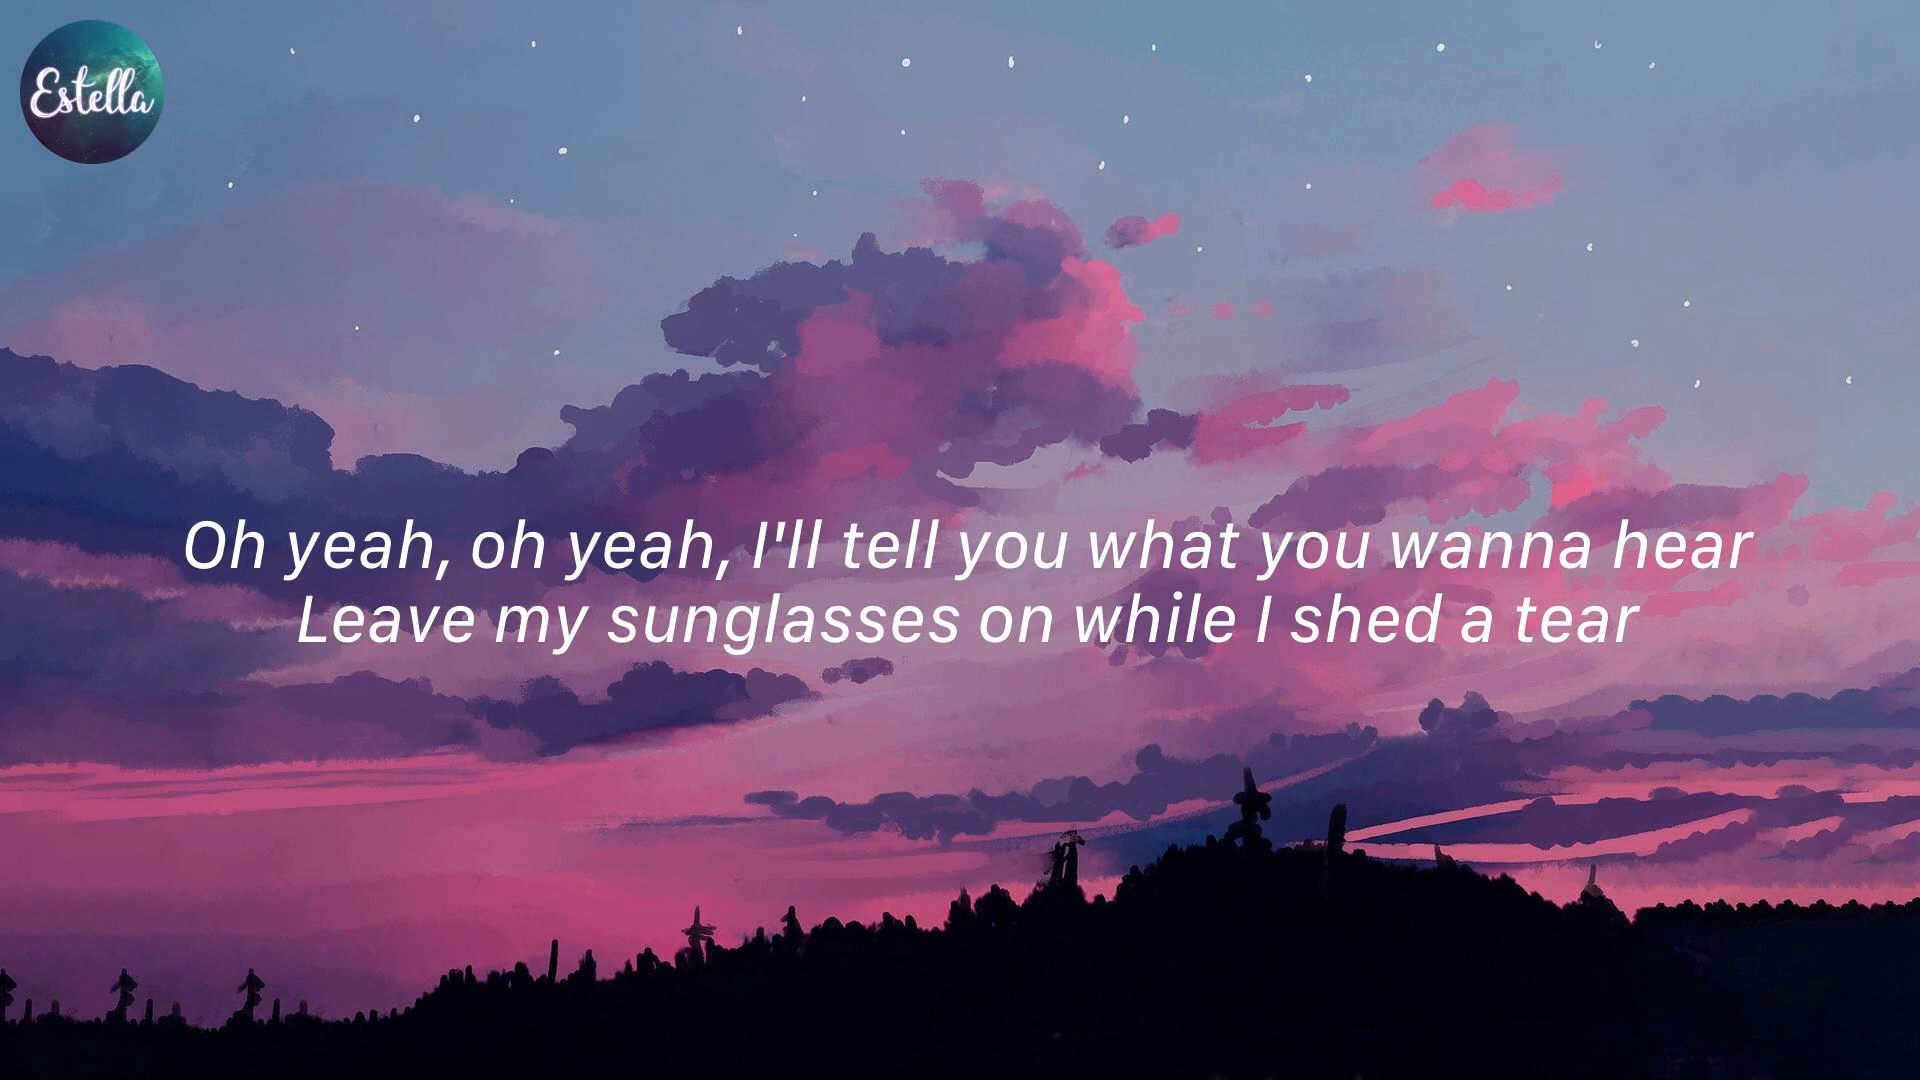 Estella
Oh yeah, oh yeah, I'll tell you what you wanna hear
Leave my sunglasses on while I shed a tear